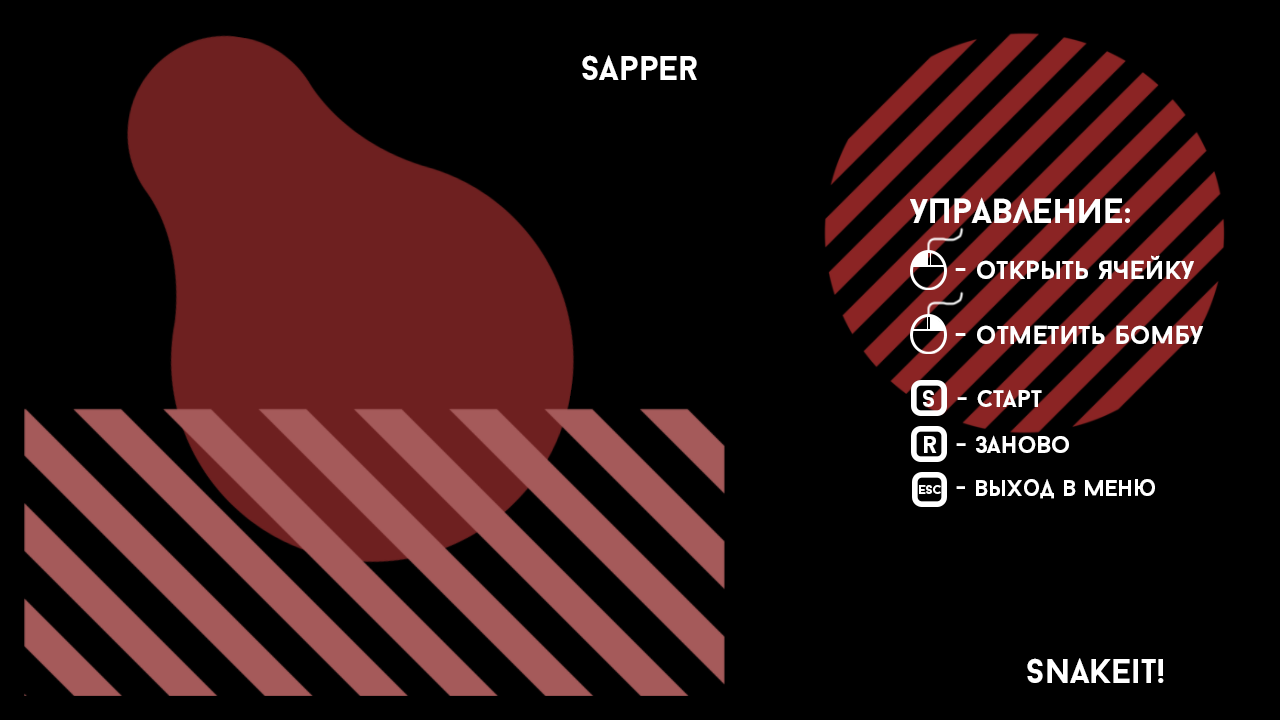 SAPPER
УПРАВЛЕНИЕ:
- ОТКРЫТЬ ЯЧЕЙКУ
- ОТМЕТИТЬ БОМБУ
S - СТАРТ
R - ЗАНОВО
ESC - ВЫХОД В МЕНЮ
SNAKEIT!